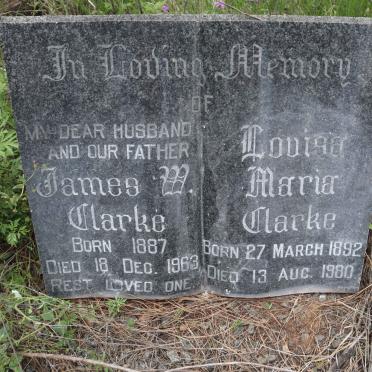 In Loving Memory
OF
MY DEAR HUSBAND
AND OUR FATHER
James W.
Clarke
BORN 1887
DIED 18 DEC. 1963
REST LOVED ONE
Lovisa
Maria
Clarke
BORN 27 MARCH 1892
DIED 13 AUG. 1980